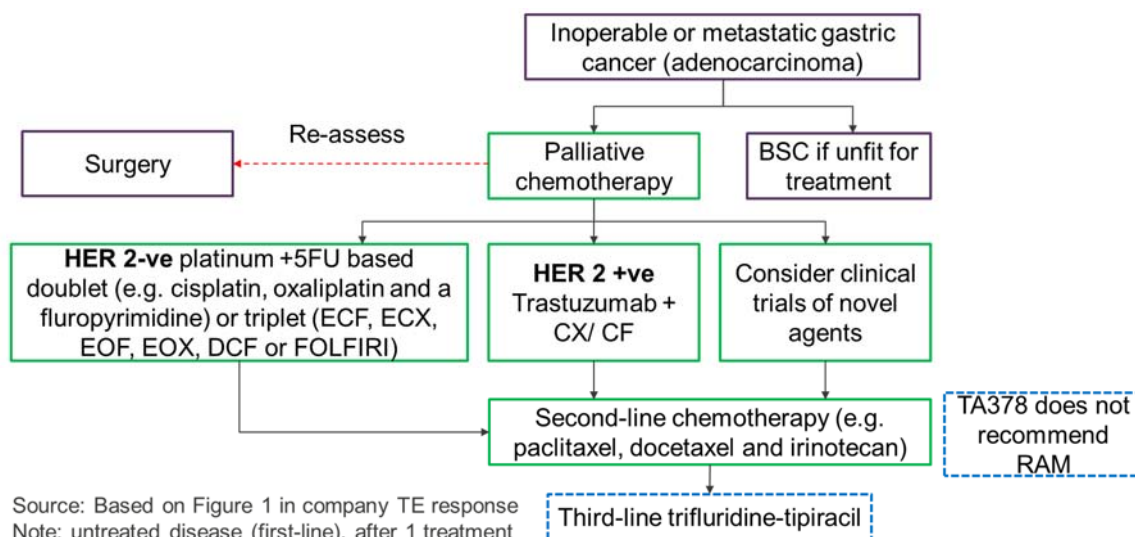 Inoperable or metastatic gastric
cancer (adenocarcinoma)
Re-assess
Surgery
Palliative
chemotherapy
BSC if unfit for
treatment
HER 2-ve platinum +5FU based
doublet (e.g. cisplatin, oxaliplatin and a
fluropyrimidine) or triplet (ECF, ECX,
EOF, EOX, DCF or FOLFIRI)
HER 2 +ve
Trastuzumab +
CX/ CF
Consider clinical
trials of novel
agents
Second-line chemotherapy (e.g.
paclitaxel, docetaxel and irinotecan)
TA378 does not
recommend
RAM
Source: Based on Figure 1 in company TE response
Note: untreated disease (first-line), after 1 treatment
Third-line trifluridine-tipiracil